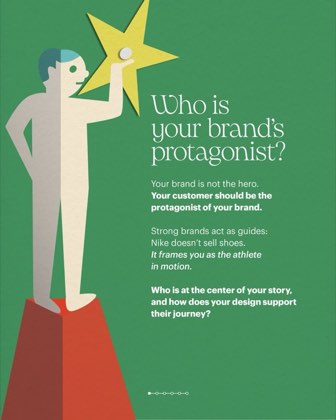 Who is
your brand's
protagonist?
Your brand is not the hero.
Your customer should be the
protagonist of your brand.
Strong brands act as guides:
Nike doesn't sell shoes.
It frames you as the athlete
in motion.
Who is at the center of your story,
and how does your design support
their journey?